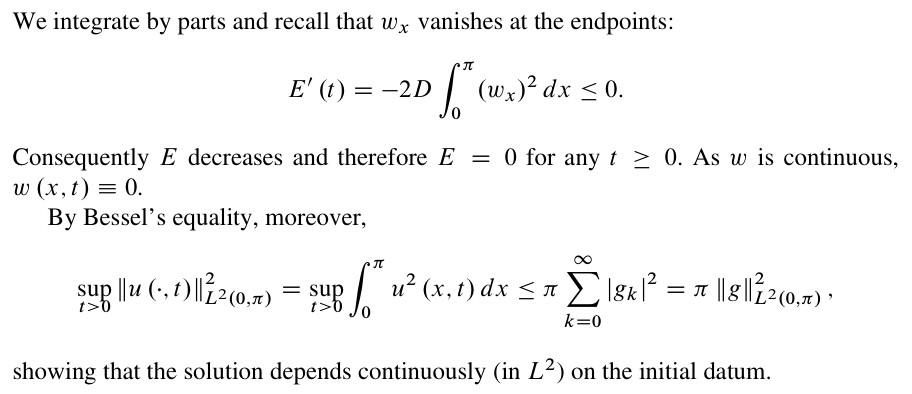 We integrate by parts and recall that $w_x$ vanishes at the endpoints:
$$E'(t) = -2D \int_0^\pi (w_x)^2 \, dx \leq 0.$$
Consequently $E$ decreases and therefore $E = 0$ for any $t \geq 0$. As $w$ is continuous,
$w(x,t) \equiv 0$.
By Bessel's equality, moreover,
$$\sup_{t>0} \|u(\cdot,t)\|^2_{L^2(0,\pi)} = \sup_{t>0} \int_0^\pi u^2(x,t) \, dx \leq \pi \sum_{k=0}^{\infty} |g_k|^2 = \pi \|g\|^2_{L^2(0,\pi)},$$
showing that the solution depends continuously (in $L^2$) on the initial datum.